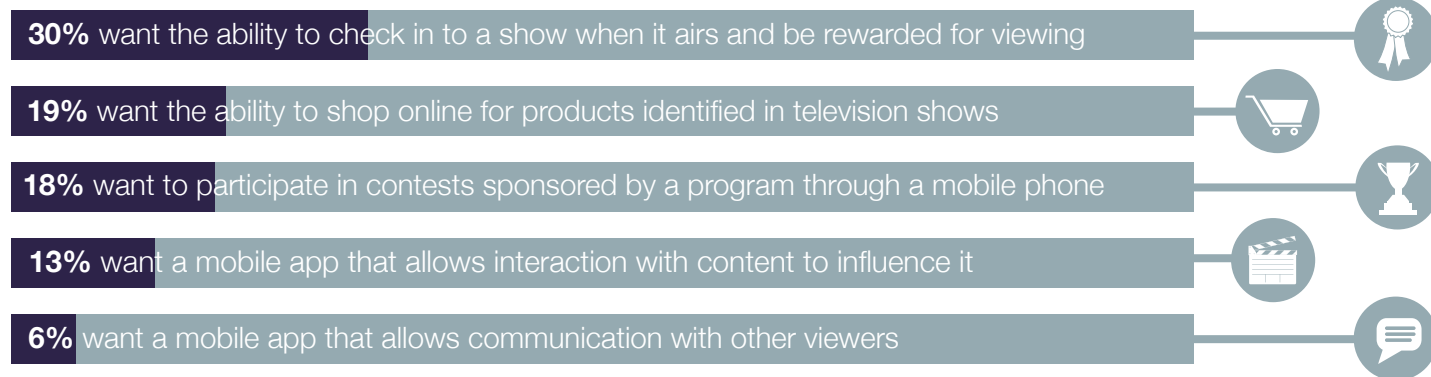 30% want the ability to check in to a show when it airs and be rewarded for viewing
19% want the ability to shop online for products identified in television shows
18% want to participate in contests sponsored by a program through a mobile phone
13% want a mobile app that allows interaction with content to influence it
6% want a mobile app that allows communication with other viewers